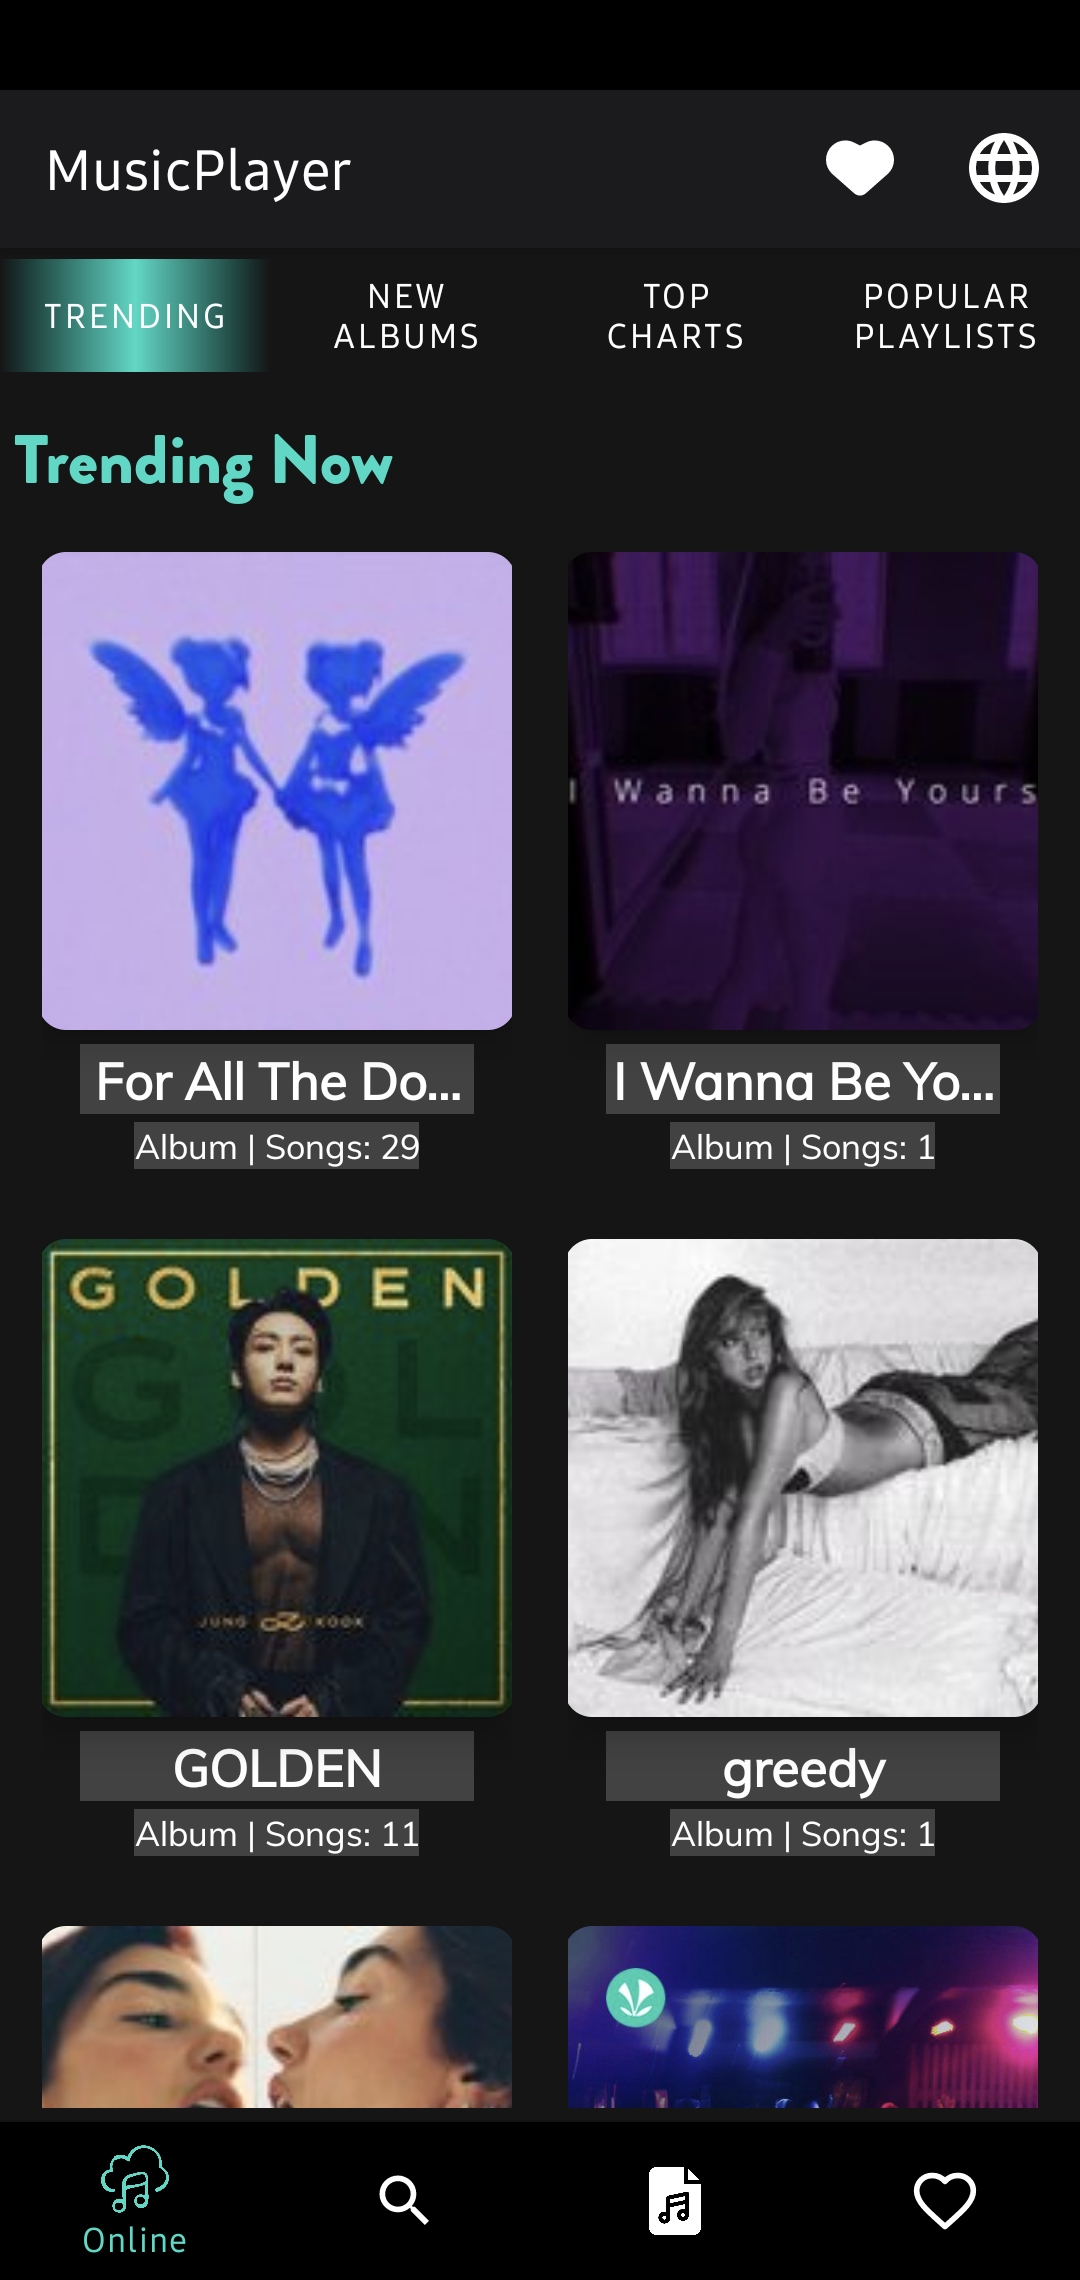 MusicPlayer
TRENDING
NEW
ALBUMS
TOP
CHARTS
POPULAR
PLAYLISTS
Trending Now
I Wanna Be Yours
For All The Do...
Album | Songs: 29
I Wanna Be Yo...
Album | Songs: 1
GOLDEN
GOLDEN
JUNG KOOK
GOLDEN
Album | Songs: 11
greedy
Album | Songs: 1
Online